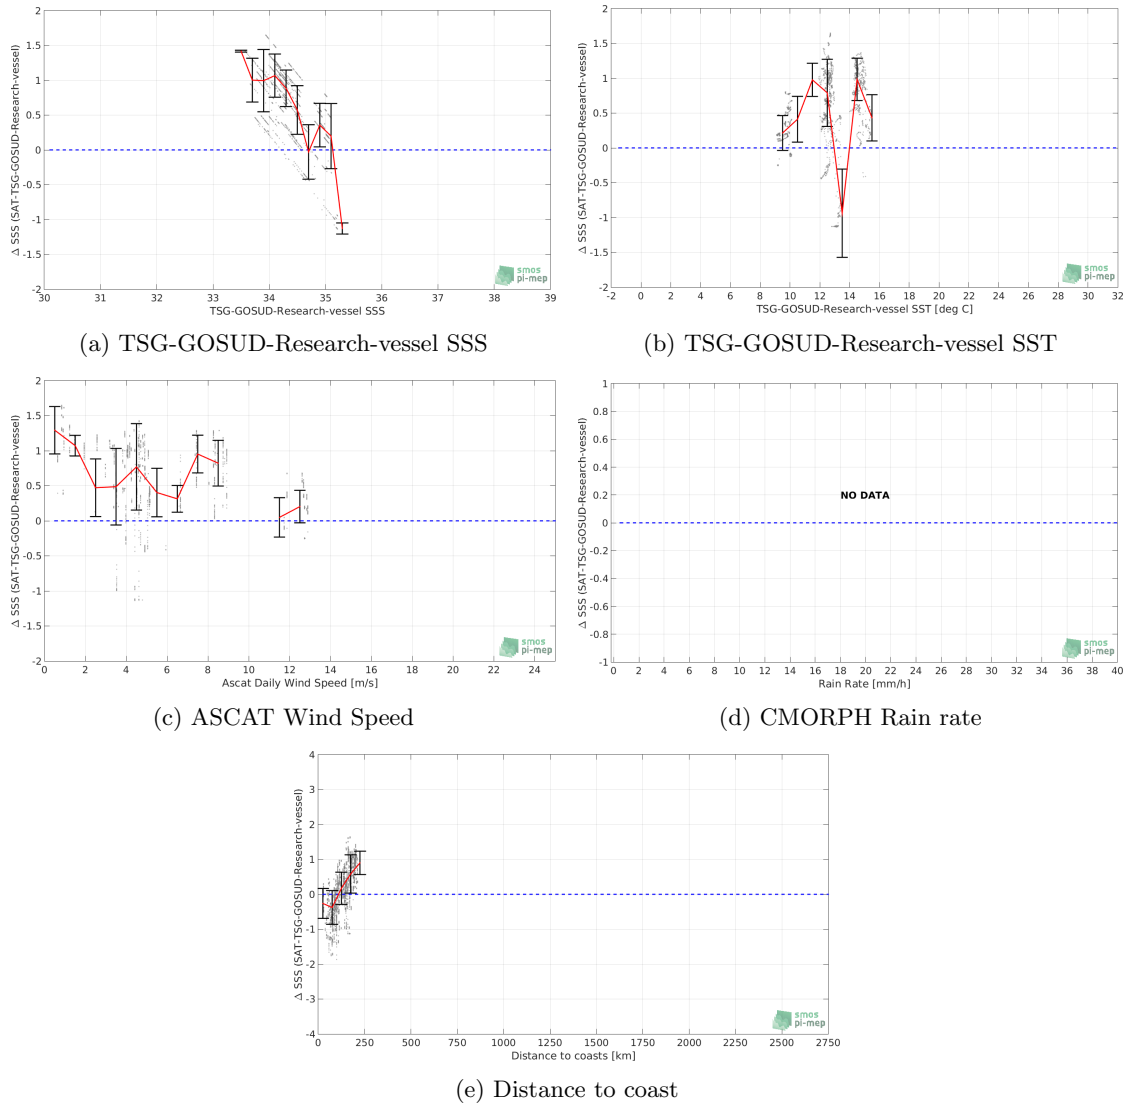 2
1.5
1
0.5
0
-0.5
-1
-1.5
-2
Δ SSS (SAT-TSG-GOSUD-Research-vessel)
30 31 32 33 34 35 36 37 38 39
TSG-GOSUD-Research-vessel SSS
smos
pi-mep
(a) TSG-GOSUD-Research-vessel SSS
2
1.5
1
0.5
0
-0.5
-1
-1.5
-2
Δ SSS (SAT-TSG-GOSUD-Research-vessel)
-2 0 2 4 6 8 10 12 14 16 18 20 22 24 26 28 30 32
TSG-GOSUD-Research-vessel SST [deg C]
smos
pi-mep
(b) TSG-GOSUD-Research-vessel SST
2
1.5
1
0.5
0
-0.5
-1
-1.5
-2
Δ SSS (SAT-TSG-GOSUD-Research-vessel)
0 2 4 6 8 10 12 14 16 18 20 22 24
Ascat Daily Wind Speed [m/s]
smos
pi-mep
(c) ASCAT Wind Speed
1
0.8
0.6
0.4
0.2
0
-0.2
-0.4
-0.6
-0.8
-1
Δ SSS (SAT-TSG-GOSUD-Research-vessel)
NO DATA
0 2 4 6 8 10 12 14 16 18 20 22 24 26 28 30 32 34 36 38 40
Rain Rate [mm/h]
smos
pi-mep
(d) CMORPH Rain rate
4
3
2
1
0
-1
-2
-3
-4
Δ SSS (SAT-TSG-GOSUD-Research-vessel)
0 250 500 750 1000 1250 1500 1750 2000 2250 2500 2750
Distance to coasts [km]
smos
pi-mep
(e) Distance to coast